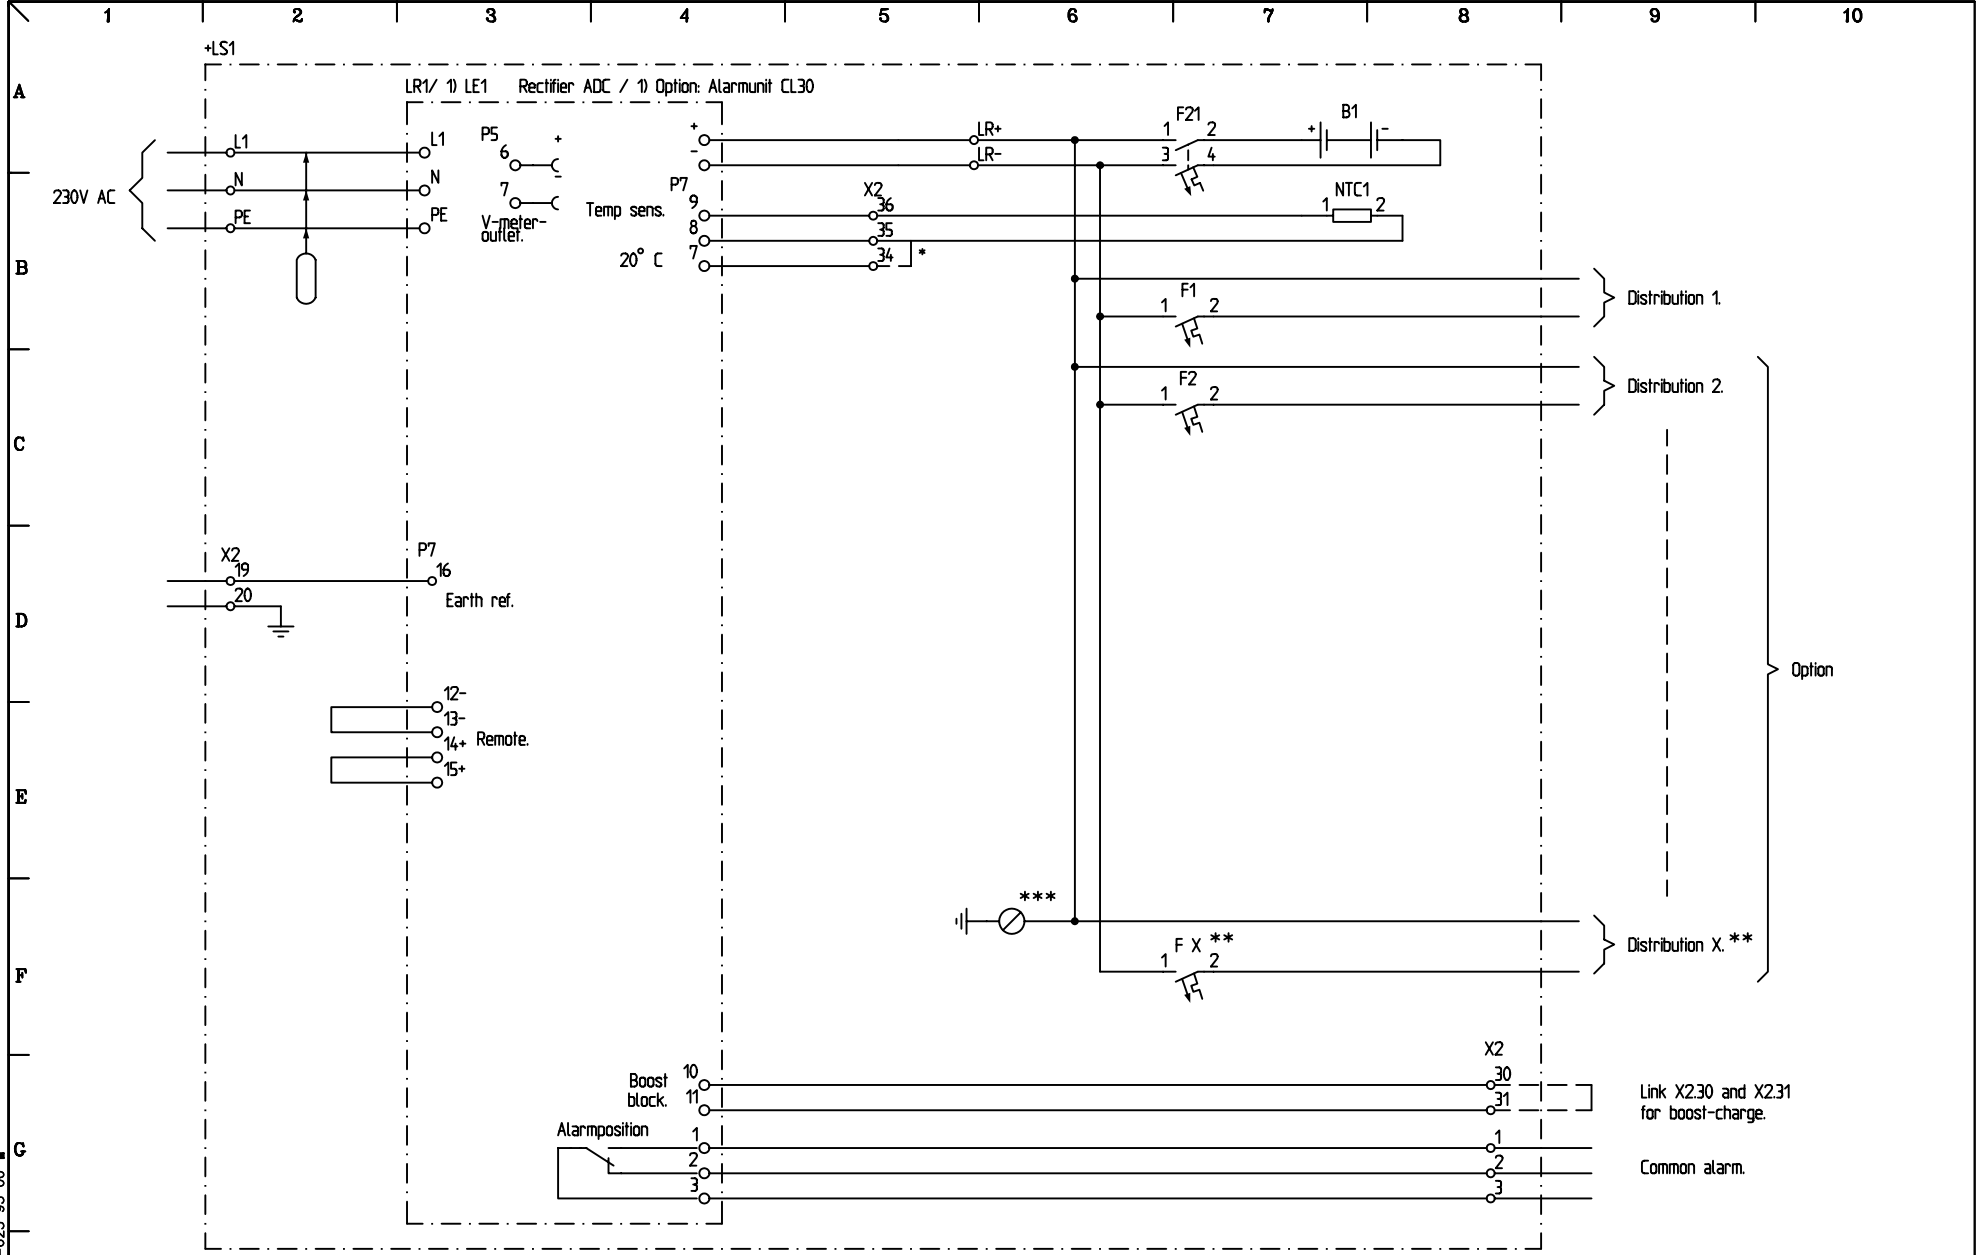 1 2 3 4 5 6 7 8 9 10
+LS1
A
LR1/ 1) LE1 Rectifier ADC / 1) Option: Alarmunit CL30
F21
B1
L1
L1
P5
+
+
LR+
1
2
+
-
6
-
-
LR-
3
4
230V AC
N
N
7
P7
X2
NTC1
PE
PE
V-meter-
outlet.
Temp sens.
9
36
1
2
8
35
B
20° C
7
34
*
F1
1
2
Distribution 1.
F2
1
2
Distribution 2.
C
X2
P7
19
16
20
Earth ref.
D
Option
12-
13-
14+
Remote.
15+
E
***
F X **
Distribution X. **
F
1
2
X2
Boost
block.
10
30
11
31
Link X2.30 and X2.31
for boost-charge.
G
Alarmposition
1
1
2
2
Common alarm.
3
3